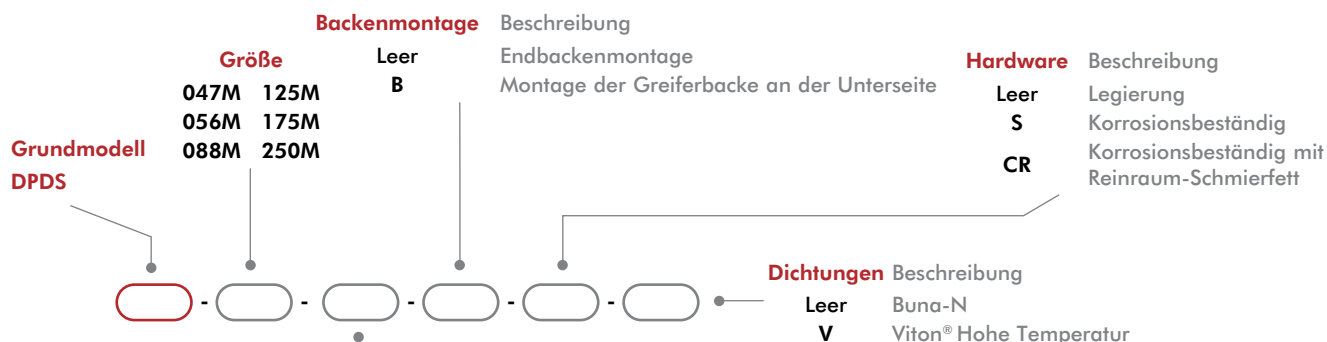 Backenmontage Beschreibung
Leer Endbackenmontage
B Montage der Greiferbacke an der Unterseite
Größe
047M 125M
056M 175M
088M 250M
Hardware Beschreibung
Leer Legierung
S Korrosionsbeständig
CR Korrosionsbeständig mit
Reinraum-Schmierfett
Grundmodell
DPDS
- - - - -
Dichtungen Beschreibung
Leer Buna-N
V Viton® Hohe Temperatur